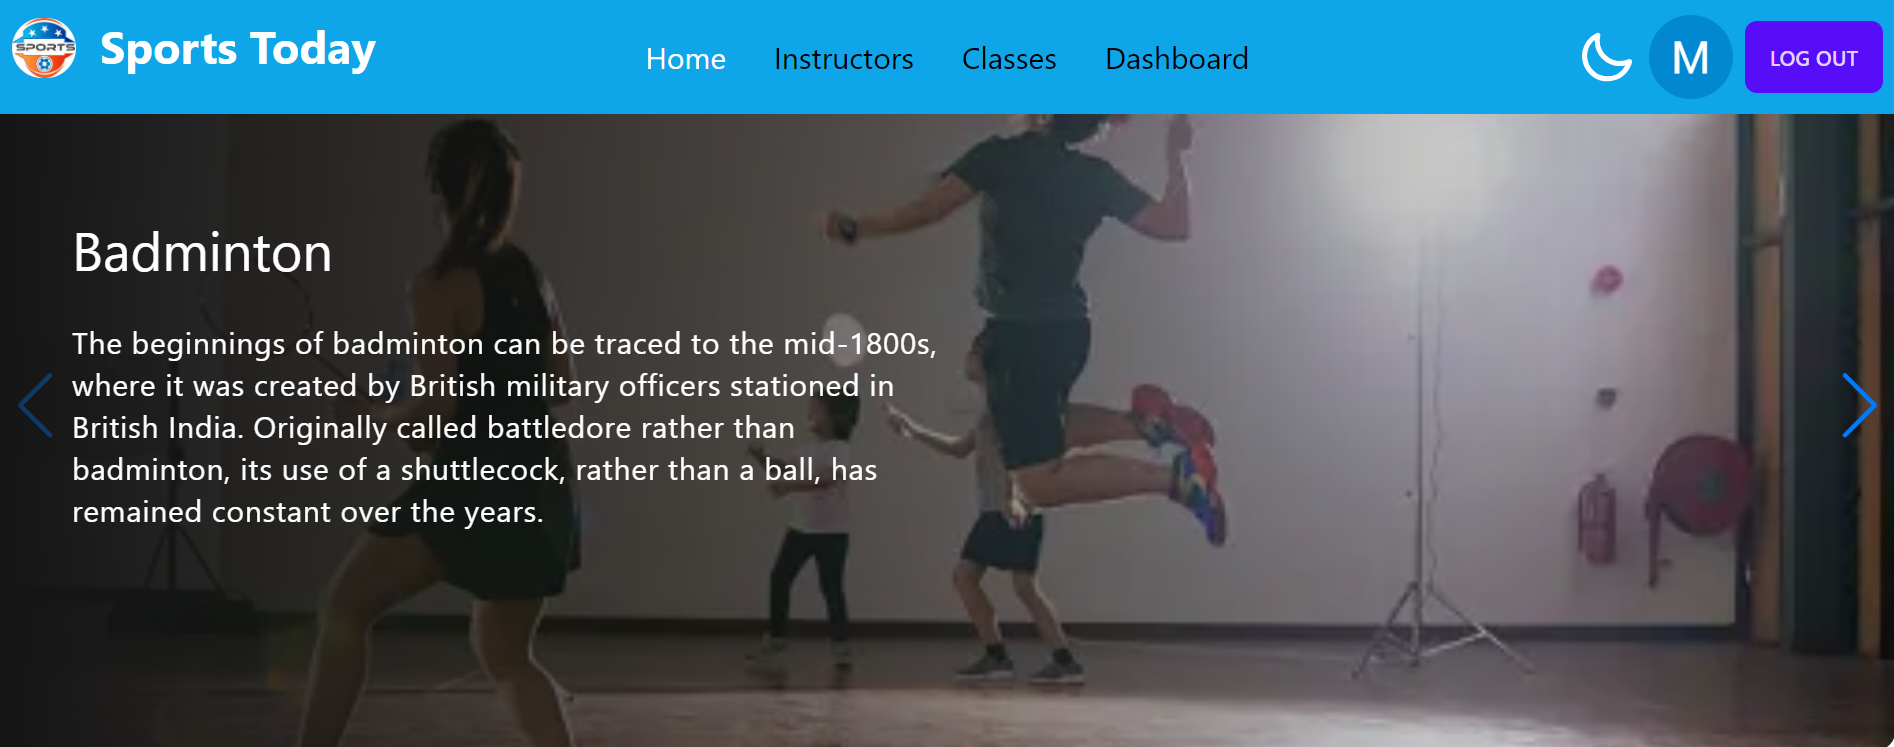 SPORTS
Sports Today
Home
Instructors
Classes
Dashboard
M
LOG OUT
Badminton
The beginnings of badminton can be traced to the mid-1800s,
where it was created by British military officers stationed in
British India. Originally called battledore rather than
badminton, its use of a shuttlecock, rather than a ball, has
remained constant over the years.